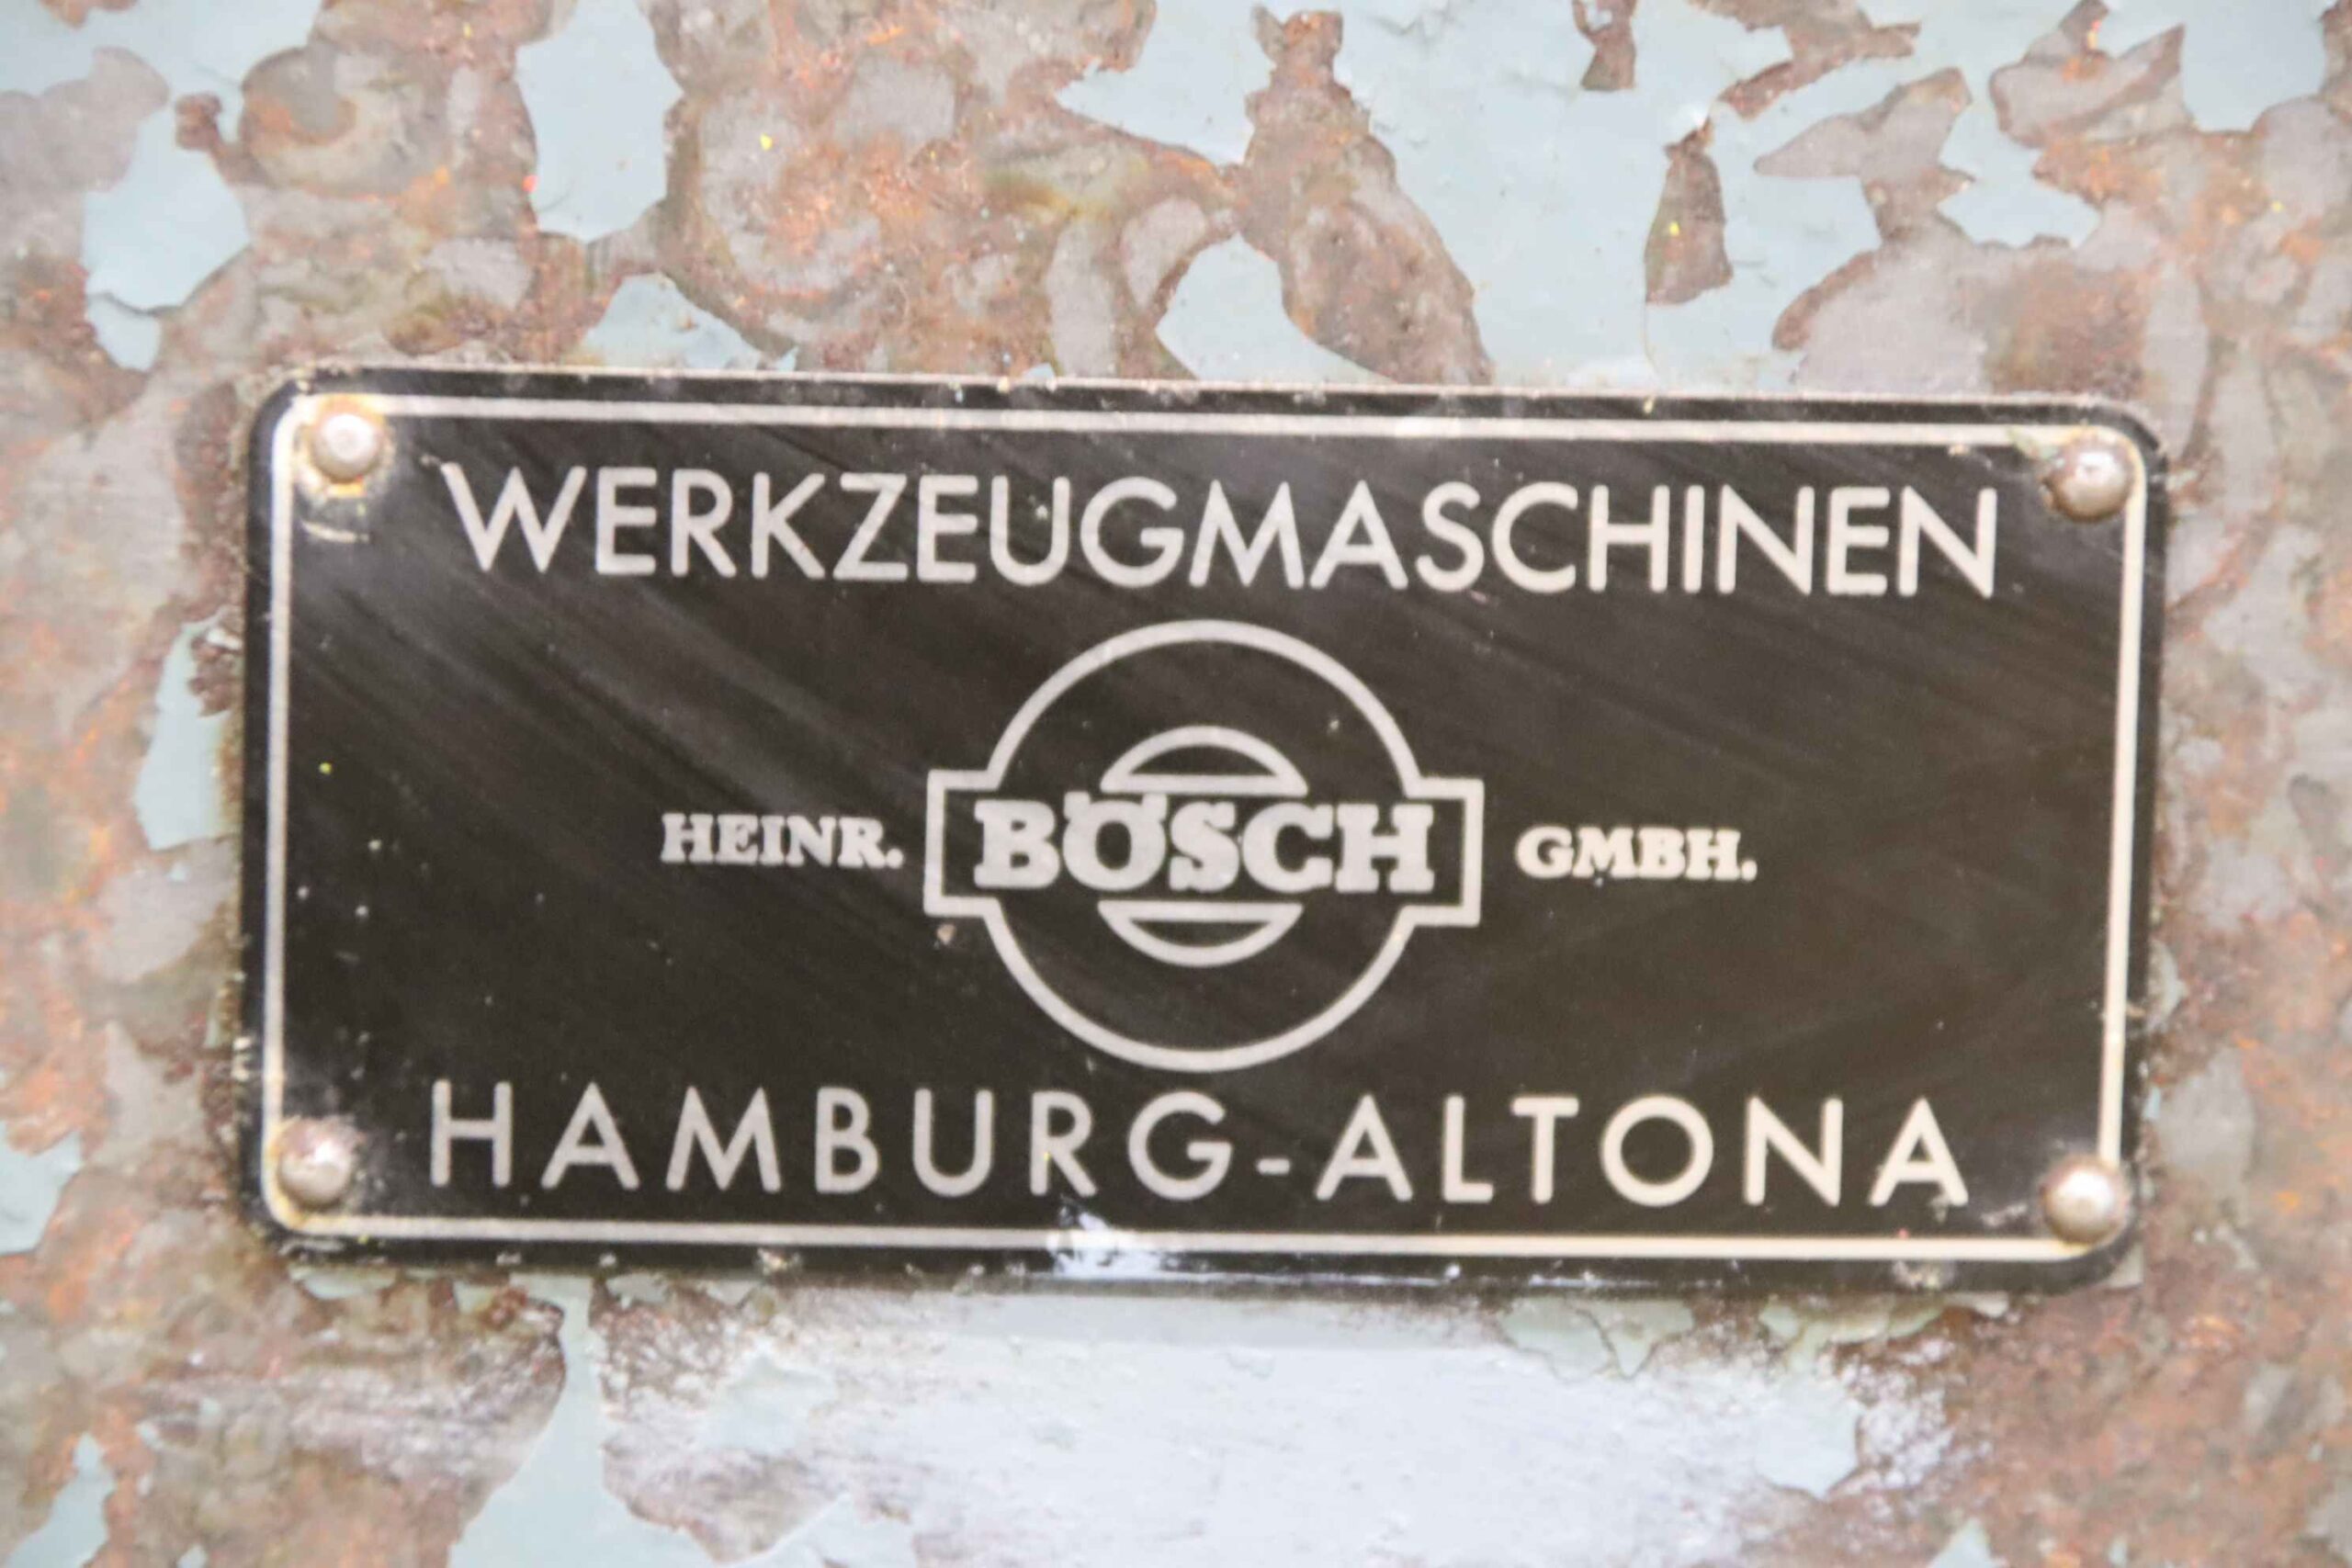 WERKZEUGMASCHINEN
HEINR. BÖSCH GMBH.
HAMBURG-ALTONA